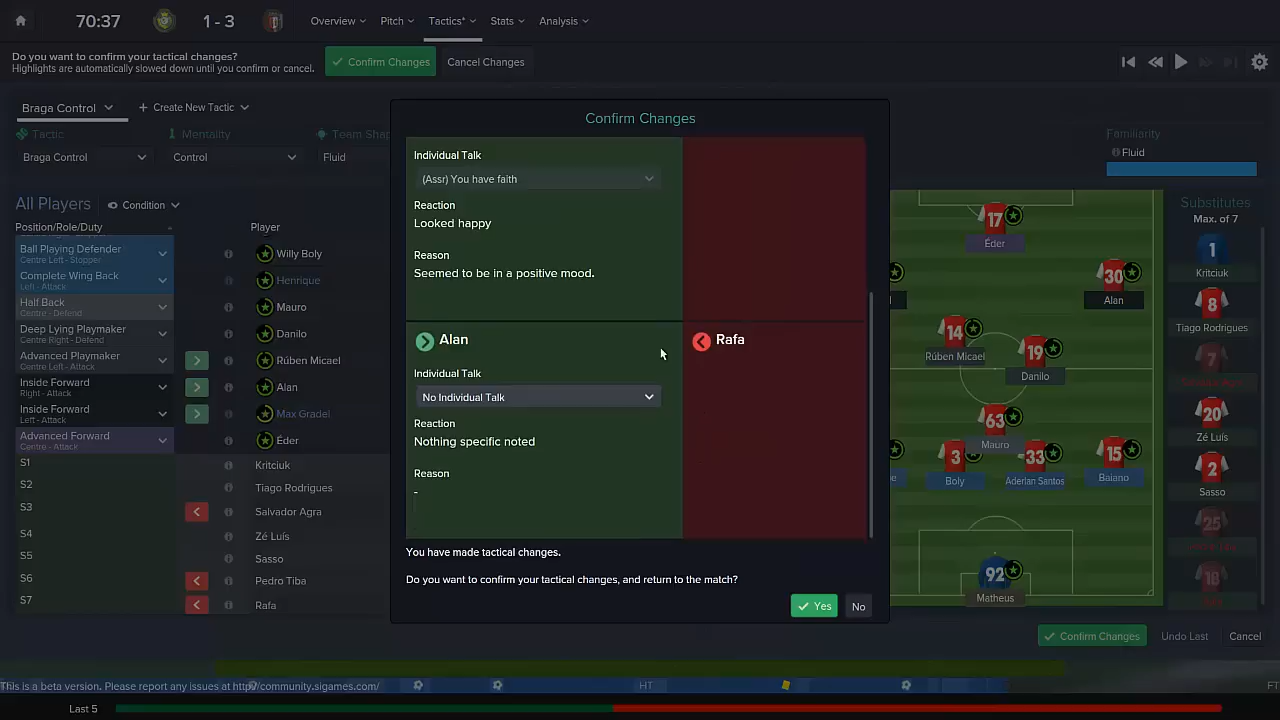 70:37
1 - 3
Overview
Pitch
Tactics*
Stats
Analysis
Do you want to confirm your tactical changes?
Highlights are automatically slowed down until you confirm or cancel.
Confirm Changes
Cancel Changes
Braga Control
Create New Tactic
Tactic
Mentality
Team Shap
Braga Control
Control
Fluid
Familiarity
Fluid
All Players
Condition
Position/Role/Duty
Player
Ball Playing Defender
Centre Left - Stopper
Willy Boly
Complete Wing Back
Left - Attack
Henrique
Half Back
Centre - Defend
Mauro
Deep Lying Playmaker
Centre Right - Defend
Danilo
Advanced Playmaker
Centre Left - Attack
Rúben Micael
Inside Forward
Right - Attack
Alan
Inside Forward
Left - Attack
Max Gradel
Advanced Forward
Centre - Attack
Éder
S1
Kritciuk
S2
Tiago Rodrigues
S3
Salvador Agra
S4
Zé Luís
S5
Sasso
S6
Pedro Tiba
S7
Rafa
Confirm Changes
Individual Talk
(Assr) You have faith
Reaction
Looked happy
Reason
Seemed to be in a positive mood.
Alan
Rafa
Individual Talk
No Individual Talk
Reaction
Nothing specific noted
Reason
-
You have made tactical changes.
Do you want to confirm your tactical changes, and return to the match?
Yes
No
17
Éder
30
Alan
14
Rúben Micael
19
Danilo
63
Mauro
3
Boly
33
Aderlan Santos
15
Baiano
92
Matheus
Substitutes
Max. of 7
1
Kritciuk
8
Tiago Rodrigues
7
Salvador Agra
20
Zé Luís
2
Sasso
25
Pedro Tiba
18
Confirm Changes
Undo Last
Cancel
This is a beta version. Please report any issues at http://community.sigames.com/
HT
FT
Last 5